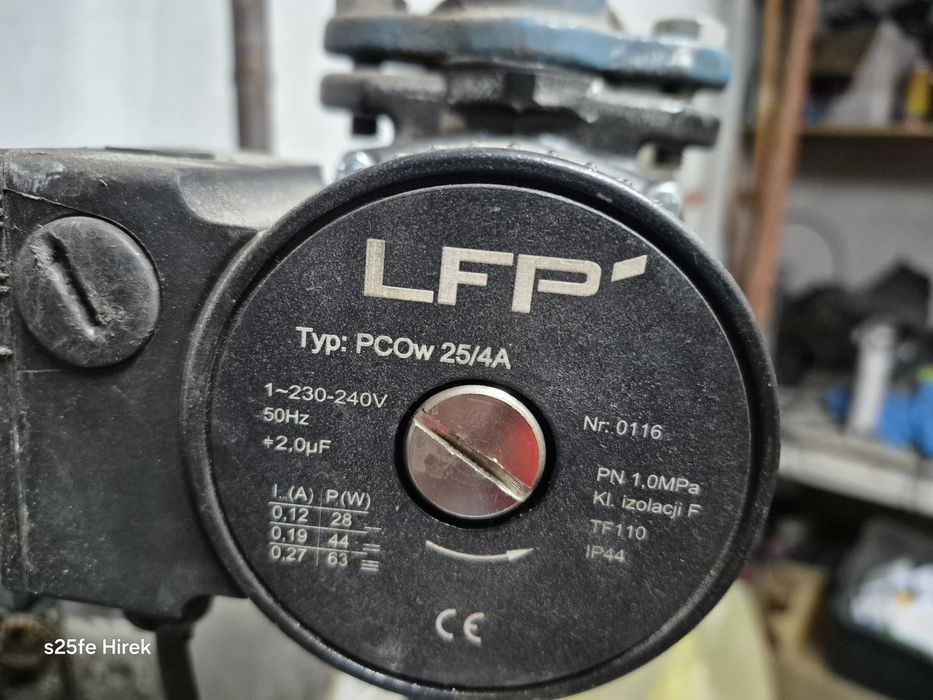 LFP
Typ: PCOw 25/4A
1~230-240V
50Hz
+2,0µF
Nr: 0116
I (A) P(W)
0,12 28
0,19 44
0,27 63
PN 1,0MPa
Kl. izolacji F
TF110
IP44
CE
s25fe Hirek